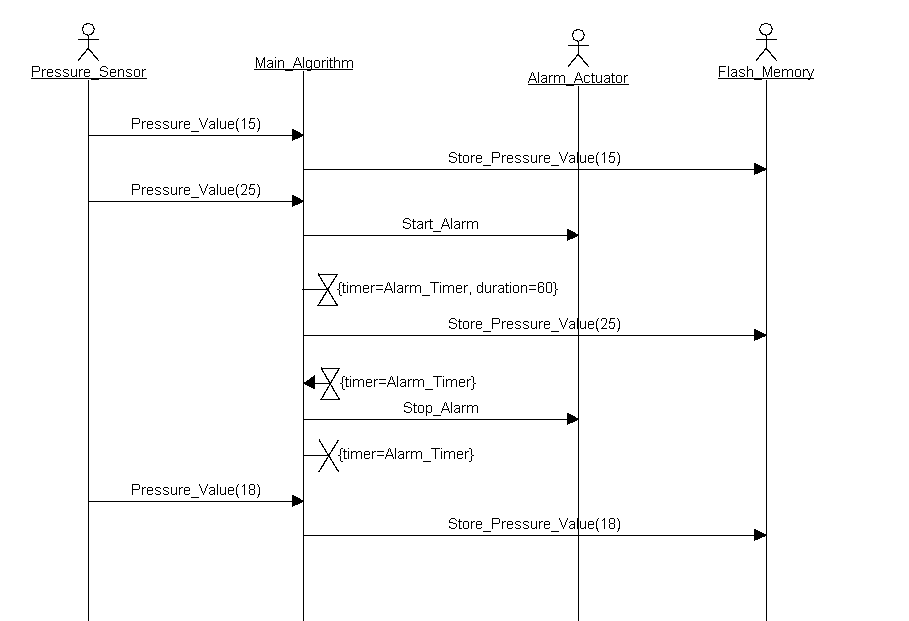 Pressure_Sensor
Main_Algorithm
Alarm_Actuator
Flash_Memory
Pressure_Value(15)
Store_Pressure_Value(15)
Pressure_Value(25)
Start_Alarm
{timer=Alarm_Timer, duration=60}
Store_Pressure_Value(25)
{timer=Alarm_Timer}
Stop_Alarm
{timer=Alarm_Timer}
Pressure_Value(18)
Store_Pressure_Value(18)